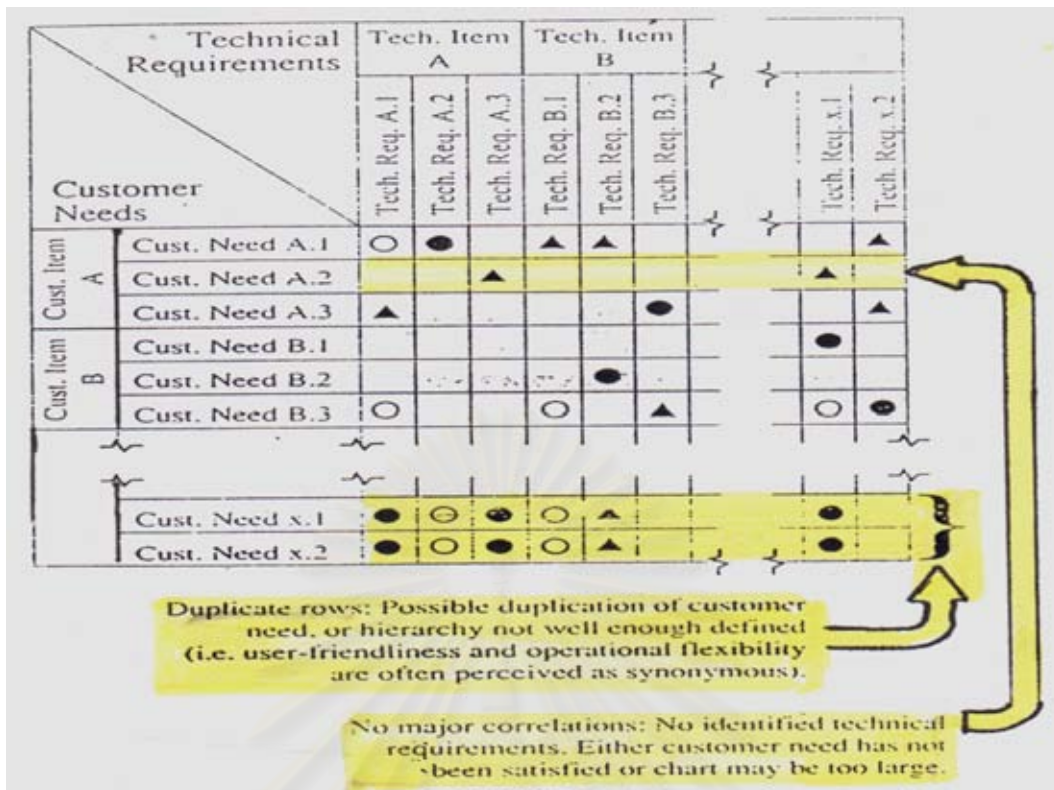 Technical Requirements
Tech. Item A
Tech. Item B
Tech. Req. A.1
Tech. Req. A.2
Tech. Req. A.3
Tech. Req. B.1
Tech. Req. B.2
Tech. Req. B.3
Tech. Req. x.1
Tech. Req. x.2
Customer Needs
Cust. Item A
Cust. Need A.1
Cust. Need A.2
Cust. Need A.3
Cust. Item B
Cust. Need B.1
Cust. Need B.2
Cust. Need B.3
Cust. Need x.1
Cust. Need x.2
Duplicate rows: Possible duplication of customer
need, or hierarchy not well enough defined
(i.e. user-friendliness and operational flexibility
are often perceived as synonymous).
No major correlations: No identified technical
requirements. Either customer need has not
been satisfied or chart may be too large.